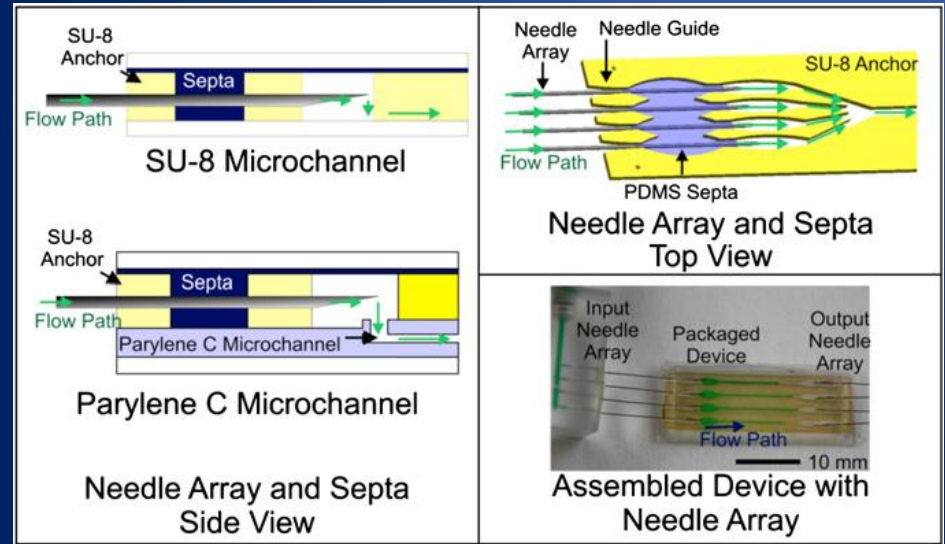 SU-8
Anchor
Septa
Flow Path
SU-8 Microchannel
SU-8
Anchor
Septa
Flow Path
Parylene C Microchannel
Parylene C Microchannel
Needle Array and Septa
Side View
Needle
Array
Needle Guide
SU-8 Anchor
Flow Path
PDMS Septa
Needle Array and Septa
Top View
Input
Needle
Array
Packaged
Device
Output
Needle
Array
Flow Path
10 mm
Assembled Device with
Needle Array